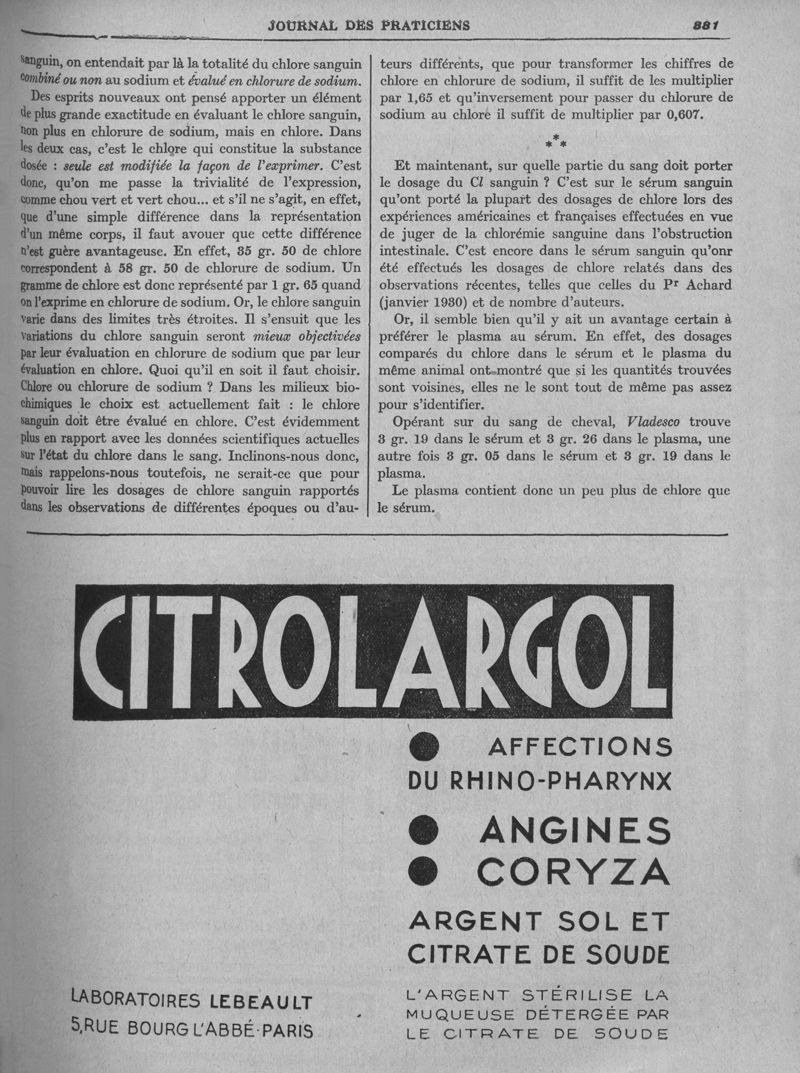 JOURNAL DES PRATICIENS 881
sanguin, on entendait par là la totalité du chlore sanguin
combiné ou non au sodium et évalué en chlorure de sodium.
Des esprits nouveaux ont pensé apporter un élément
de plus grande exactitude en évaluant le chlore sanguin,
non plus en chlorure de sodium, mais en chlore. Dans
les deux cas, c'est le chlore qui constitue la substance
dosée : seule est modifiée la façon de l'exprimer. C'est
donc, qu'on me passe la trivialité de l'expression,
comme chou vert et vert chou... et s'il ne s'agit, en effet,
que d'une simple différence dans la représentation
d'un même corps, il faut avouer que cette différence
n'est guère avantageuse. En effet, 35 gr. 50 de chlore
correspondent à 58 gr. 50 de chlorure de sodium. Un
gramme de chlore est donc représenté par 1 gr. 65 quand
on l'exprime en chlorure de sodium. Or, le chlore sanguin
varie dans des limites très étroites. Il s'ensuit que les
variations du chlore sanguin seront mieux objectivées
par leur évaluation en chlorure de sodium que par leur
évaluation en chlore. Quoi qu'il en soit il faut choisir.
Chlore ou chlorure de sodium ? Dans les milieux bio-
chimiques le choix est actuellement fait : le chlore
sanguin doit être évalué en chlore. C'est évidemment
plus en rapport avec les données scientifiques actuelles
sur l'état du chlore dans le sang. Inclinons-nous donc,
mais rappelons-nous toutefois, ne serait-ce que pour
pouvoir lire les dosages de chlore sanguin rapportés
dans les observations de différentes époques ou d'au-
teurs différents, que pour transformer les chiffres de
chlore en chlorure de sodium, il suffit de les multiplier
par 1,65 et qu'inversement pour passer du chlorure de
sodium au chlore il suffit de multiplier par 0,607.
* * *
Et maintenant, sur quelle partie du sang doit porter
le dosage du Cl sanguin ? C'est sur le sérum sanguin
qu'ont porté la plupart des dosages de chlore lors des
expériences américaines et françaises effectuées en vue
de juger de la chlorémie sanguine dans l'obstruction
intestinale. C'est encore dans le sérum sanguin qu'onr
été effectués les dosages de chlore relatés dans des
observations récentes, telles que celles du Pr Achard
(janvier 1930) et de nombre d'auteurs.
Or, il semble bien qu'il y ait un avantage certain à
préférer le plasma au sérum. En effet, des dosages
comparés du chlore dans le sérum et le plasma du
même animal ont montré que si les quantités trouvées
sont voisines, elles ne le sont tout de même pas assez
pour s'identifier.
Opérant sur du sang de cheval, Vladesco trouve
3 gr. 19 dans le sérum et 3 gr. 26 dans le plasma, une
autre fois 3 gr. 05 dans le sérum et 3 gr. 19 dans le
plasma.
Le plasma contient donc un peu plus de chlore que
le sérum.
CITROLARGOL
● AFFECTIONS
DU RHINO-PHARYNX
● ANGINES
● CORYZA
ARGENT SOL ET
CITRATE DE SOUDE
LABORATOIRES LEBEAULT
5, RUE BOURG L'ABBÉ-PARIS
L'ARGENT STÉRILISE LA
MUQUEUSE DÉTERGÉE PAR
LE CITRATE DE SOUDE